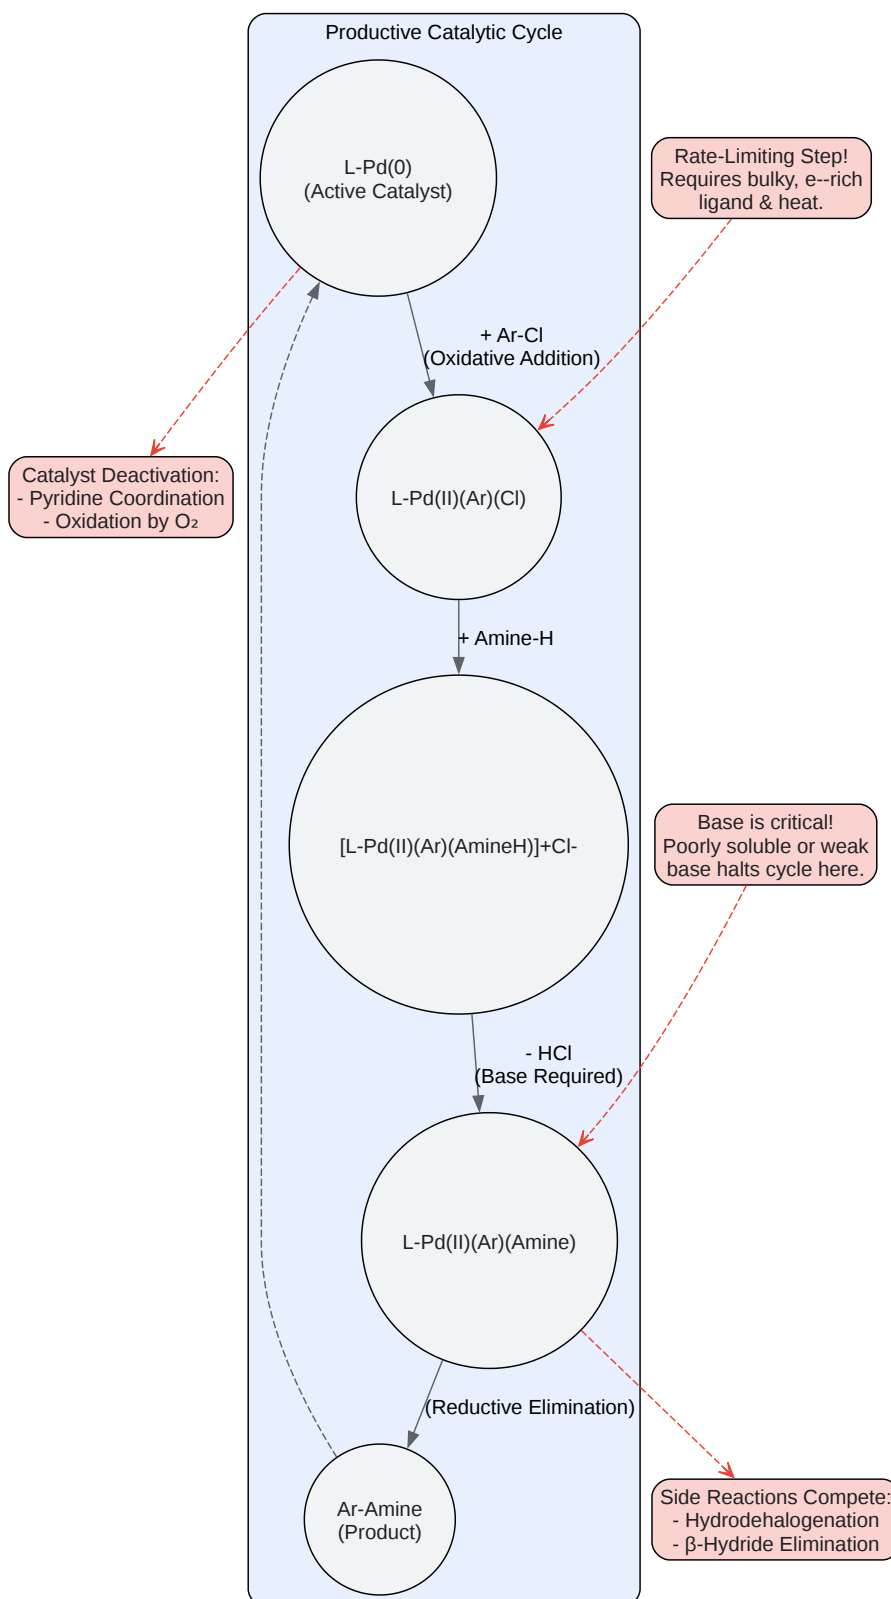 Productive Catalytic Cycle
L-Pd(0)
(Active Catalyst)
Rate-Limiting Step!
Requires bulky, e--rich
ligand & heat.
+ Ar-Cl
(Oxidative Addition)
Catalyst Deactivation:
- Pyridine Coordination
- Oxidation by O₂
L-Pd(II)(Ar)(Cl)
+ Amine-H
[L-Pd(II)(Ar)(AmineH)]+Cl-
Base is critical!
Poorly soluble or weak
base halts cycle here.
- HCl
(Base Required)
L-Pd(II)(Ar)(Amine)
(Reductive Elimination)
Ar-Amine
(Product)
Side Reactions Compete:
- Hydrodehalogenation
- β-Hydride Elimination